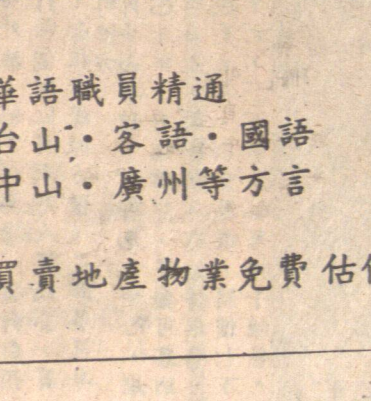 華語職員精通
台山・客語・國語
中山・廣州等方言
買賣地產物業免費估